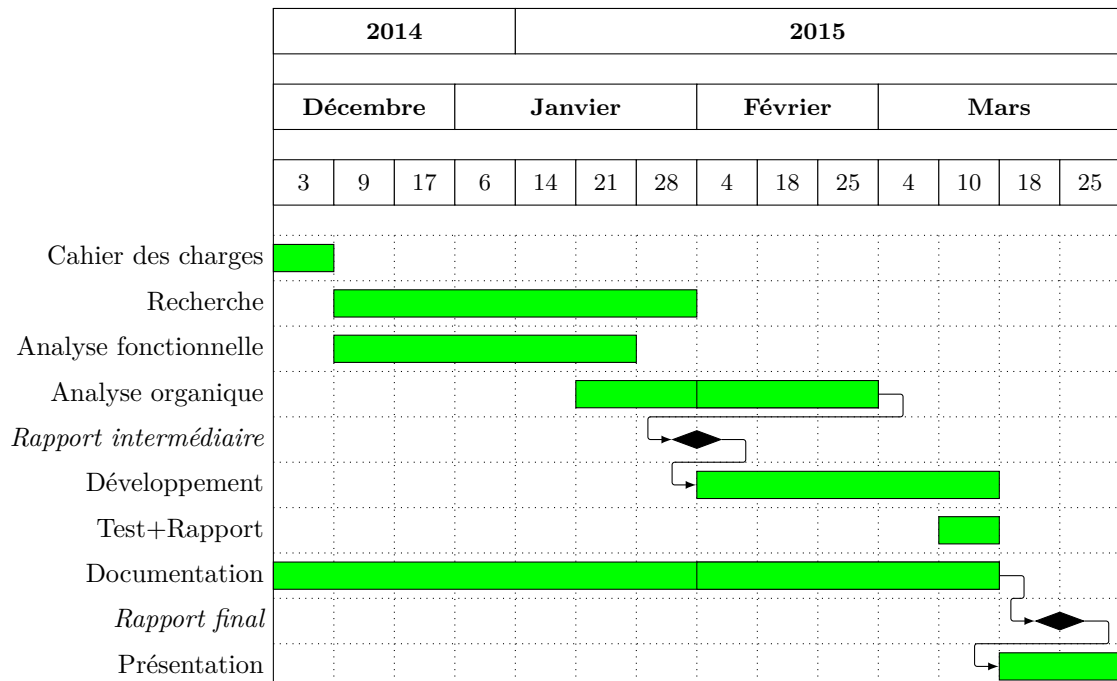 2014 2015
Décembre Janvier Février Mars
3 9 17 6 14 21 28 4 18 25 4 10 18 25
Cahier des charges
Recherche
Analyse fonctionnelle
Analyse organique
Rapport intermédiaire
Développement
Test+Rapport
Documentation
Rapport final
Présentation